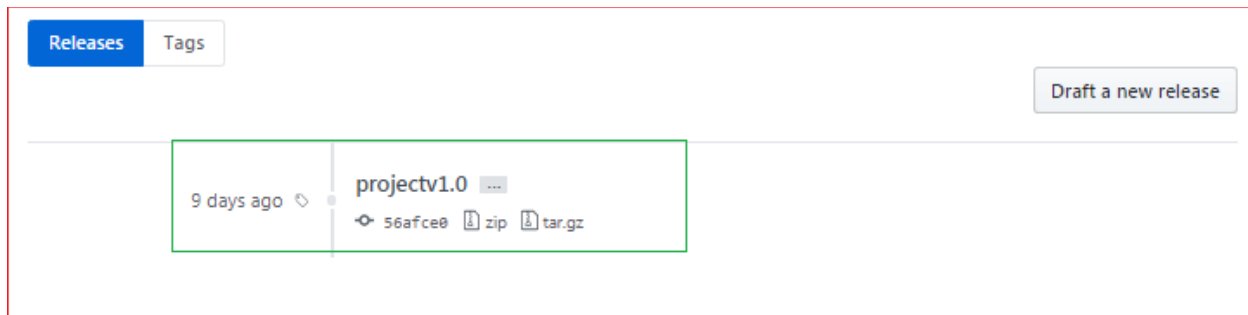 Releases Tags
Draft a new release
9 days ago
projectv1.0 ...
56afce0 zip tar.gz